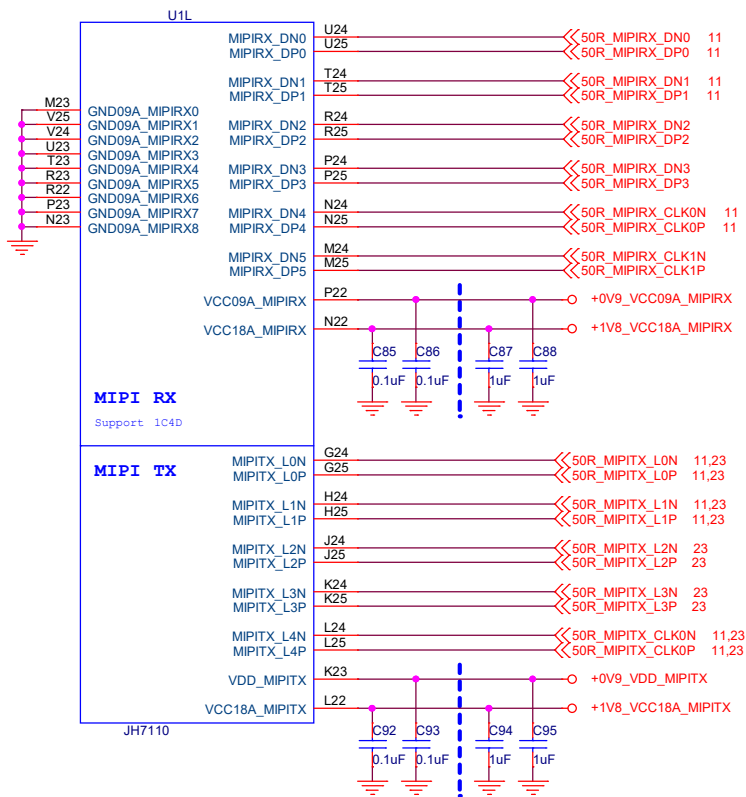 U1L
MIPIRX_DN0 U24 50R_MIPIRX_DN0 11
MIPIRX_DP0 U25 50R_MIPIRX_DP0 11
MIPIRX_DN1 T24 50R_MIPIRX_DN1 11
MIPIRX_DP1 T25 50R_MIPIRX_DP1 11
M23 GND09A_MIPIRX0
V25 GND09A_MIPIRX1 MIPIRX_DN2 R24 50R_MIPIRX_DN2
V24 GND09A_MIPIRX2 MIPIRX_DP2 R25 50R_MIPIRX_DP2
U23 GND09A_MIPIRX3
T23 GND09A_MIPIRX4 MIPIRX_DN3 P24 50R_MIPIRX_DN3
R23 GND09A_MIPIRX5 MIPIRX_DP3 P25 50R_MIPIRX_DP3
R22 GND09A_MIPIRX6
P23 GND09A_MIPIRX7 MIPIRX_DN4 N24 50R_MIPIRX_CLK0N 11
N23 GND09A_MIPIRX8 MIPIRX_DP4 N25 50R_MIPIRX_CLK0P 11
MIPIRX_DN5 M24 50R_MIPIRX_CLK1N
MIPIRX_DP5 M25 50R_MIPIRX_CLK1P
VCC09A_MIPIRX P22 +0V9_VCC09A_MIPIRX
VCC18A_MIPIRX N22 +1V8_VCC18A_MIPIRX
C85 C86 C87 C88
0.1uF 0.1uF 1uF 1uF
MIPI RX
Support 1C4D
MIPI TX
MIPITX_L0N G24 50R_MIPITX_L0N 11,23
MIPITX_L0P G25 50R_MIPITX_L0P 11,23
MIPITX_L1N H24 50R_MIPITX_L1N 11,23
MIPITX_L1P H25 50R_MIPITX_L1P 11,23
MIPITX_L2N J24 50R_MIPITX_L2N 23
MIPITX_L2P J25 50R_MIPITX_L2P 23
MIPITX_L3N K24 50R_MIPITX_L3N 23
MIPITX_L3P K25 50R_MIPITX_L3P 23
MIPITX_L4N L24 50R_MIPITX_CLK0N 11,23
MIPITX_L4P L25 50R_MIPITX_CLK0P 11,23
VDD_MIPITX K23 +0V9_VDD_MIPITX
VCC18A_MIPITX L22 +1V8_VCC18A_MIPITX
JH7110
C92 C93 C94 C95
0.1uF 0.1uF 1uF 1uF